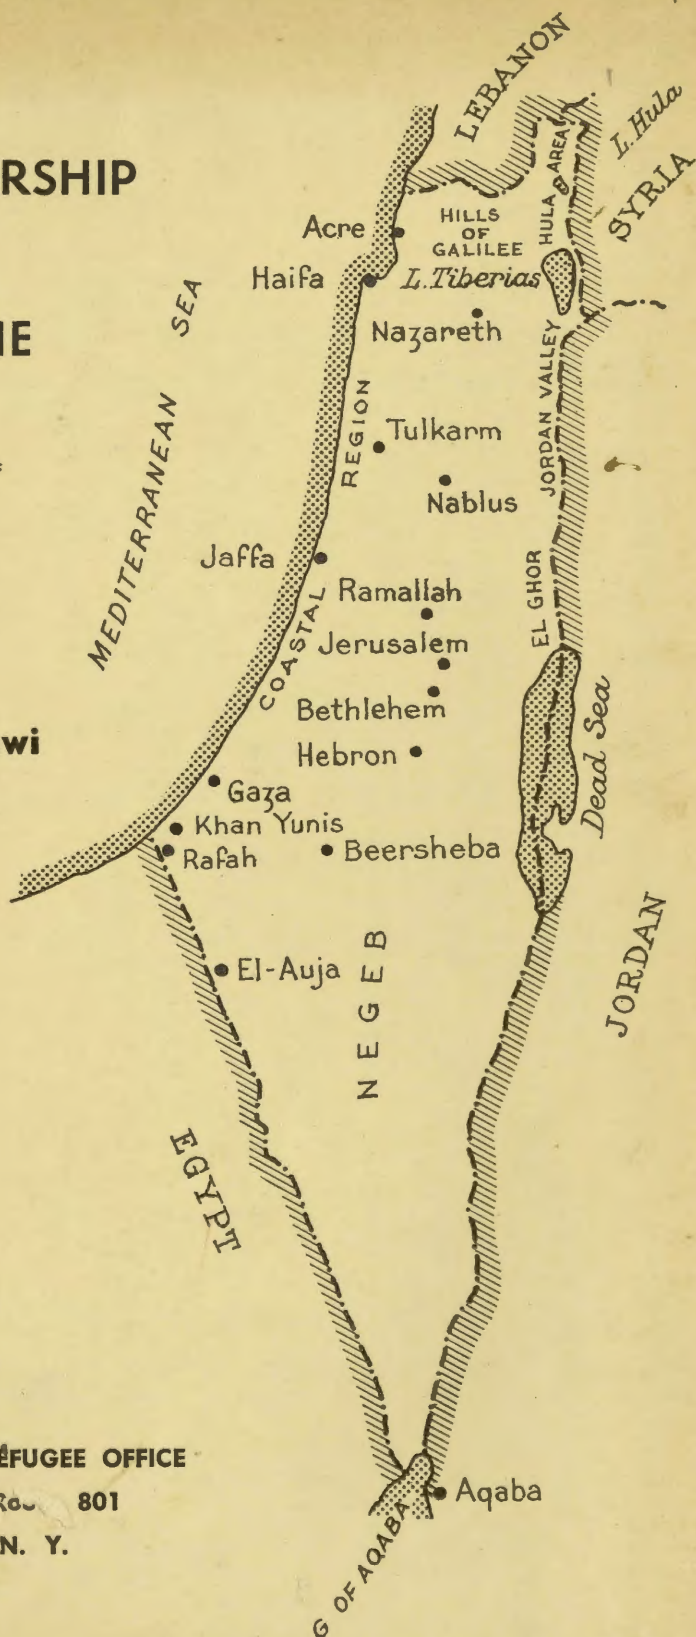 LEBANON
L. Hula
RSHIP
HULA AREA
SYRIA
HILLS
OF
GALILEE
Acre
Haifa
L. Tiberias
MEDITERRANEAN SEA
IE
Nazareth
JORDAN VALLEY
Tulkarm
COASTAL REGION
Nablus
Jaffa
EL GHOR
Ramallah
Jerusalem
Bethlehem
Dead Sea
wi
Hebron
Gaza
Khan Yunis
Rafah
Beersheba
JORDAN
El-Auja
NEGEB
EGYPT
EFUGEE OFFICE
801
Aqaba
N. Y.
G OF AQABA